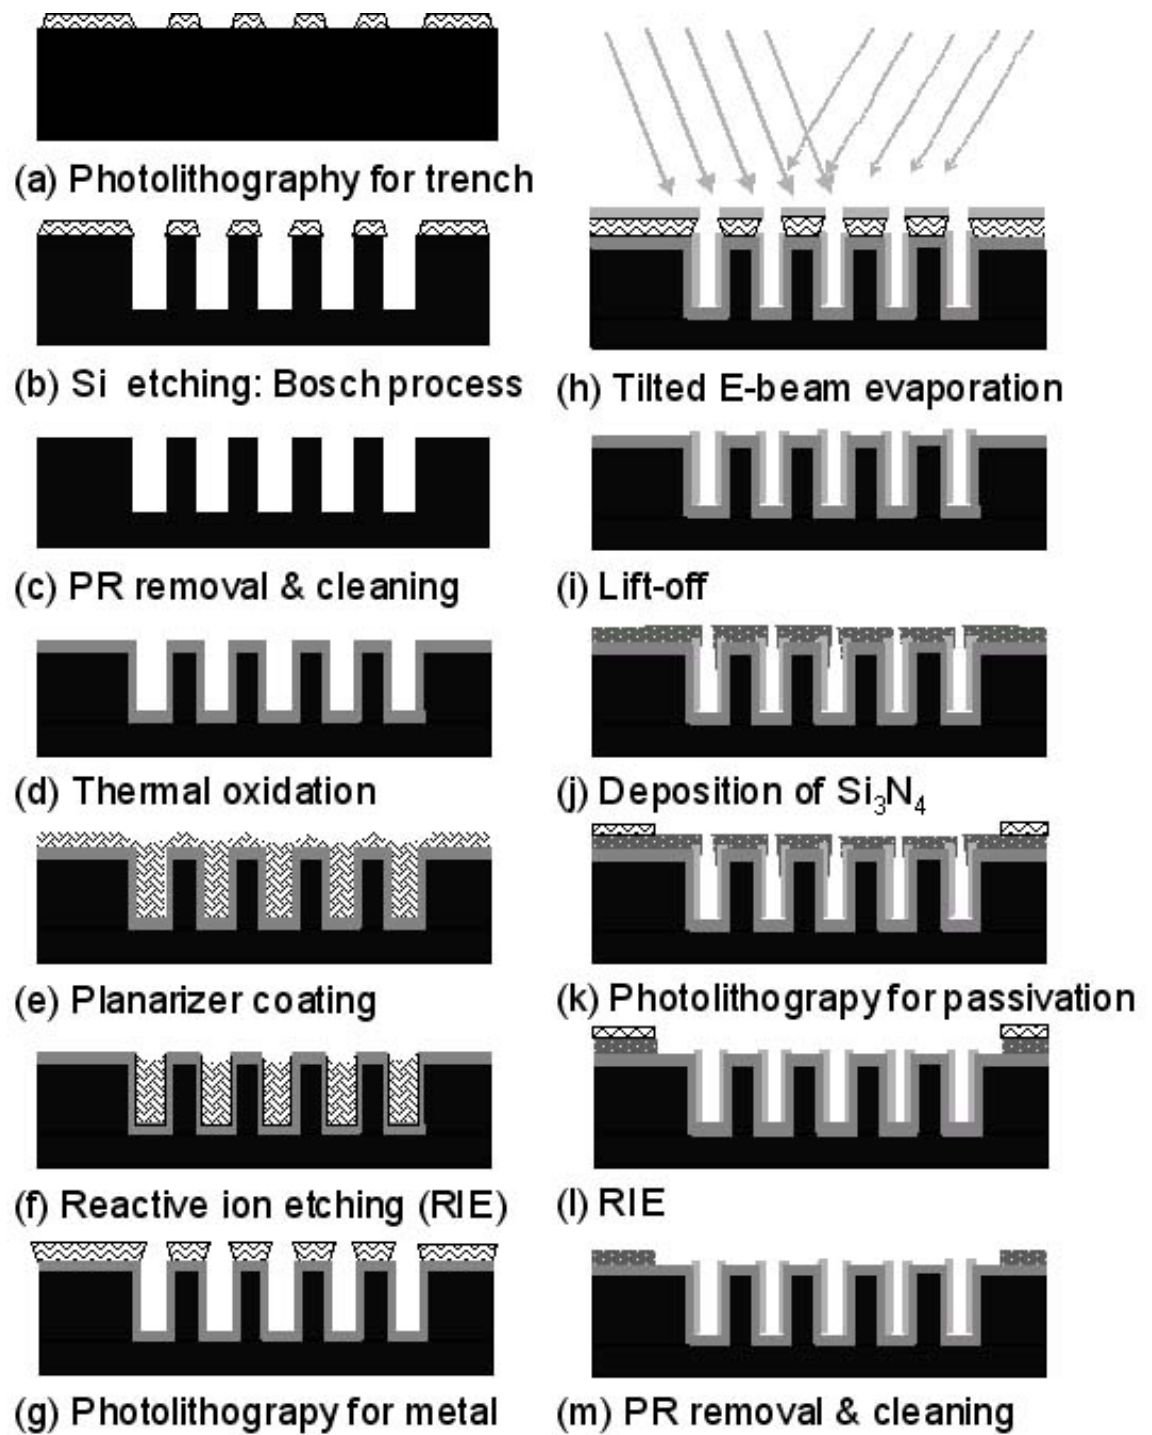 (a) Photolithography for trench
(b) Si etching: Bosch process
(c) PR removal & cleaning
(d) Thermal oxidation
(e) Planarizer coating
(f) Reactive ion etching (RIE)
(g) Photolithograpy for metal
(h) Tilted E-beam evaporation
(i) Lift-off
(j) Deposition of Si₃N₄
(k) Photolithograpy for passivation
(l) RIE
(m) PR removal & cleaning